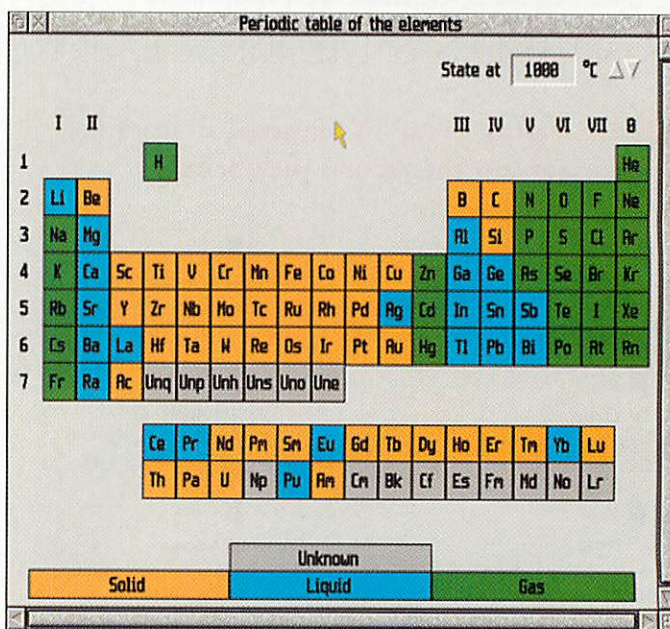 Periodic table of the elements
State at 1000 °C
I II III IV V VI VII 0
1 H He
2 Li Be B C N O F Ne
3 Na Mg Al Si P S Cl Ar
4 K Ca Sc Ti V Cr Mn Fe Co Ni Cu Zn Ga Ge As Se Br Kr
5 Rb Sr Y Zr Nb Mo Tc Ru Rh Pd Ag Cd In Sn Sb Te I Xe
6 Cs Ba La Hf Ta W Re Os Ir Pt Au Hg Tl Pb Bi Po At Rn
7 Fr Ra Ac Unq Unp Unh Uns Uno Une
Ce Pr Nd Pm Sm Eu Gd Tb Dy Ho Er Tm Yb Lu
Th Pa U Np Pu Am Cm Bk Cf Es Fm Md No Lr
Unknown
Solid Liquid Gas